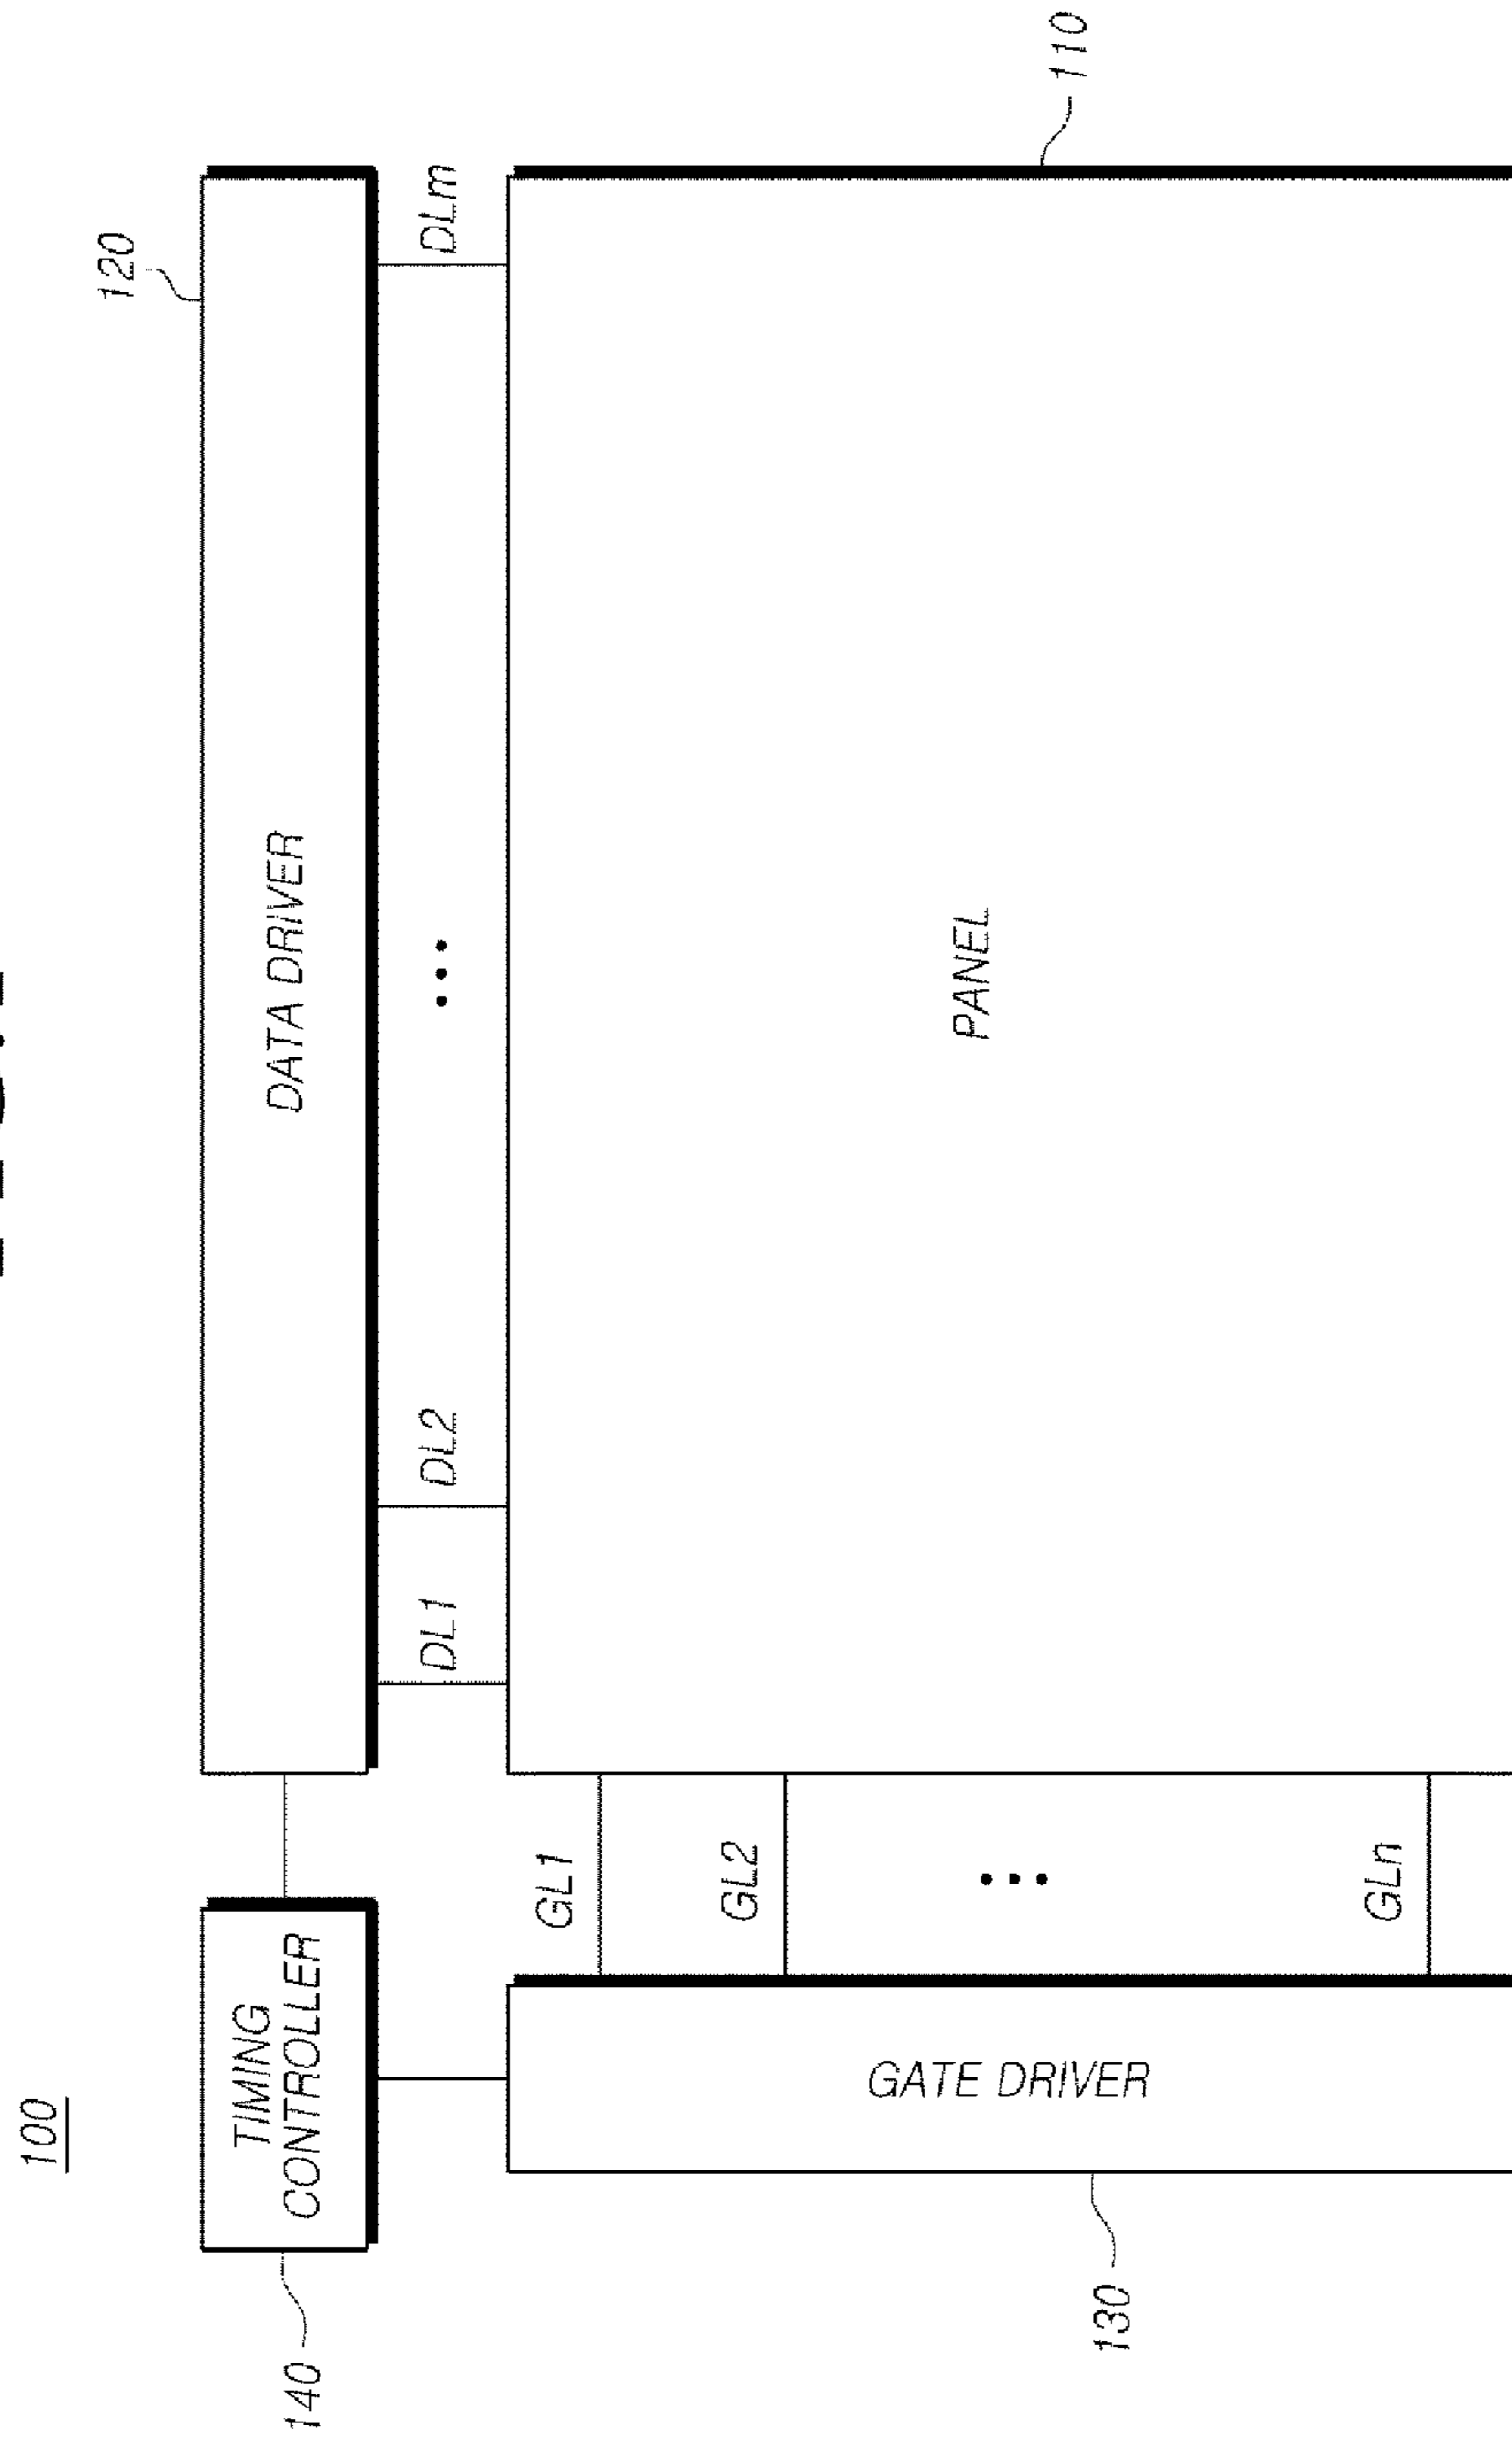 100
120
140
TIMING
CONTROLLER
DATA DRIVER
DL1
DL2
DLm
GL1
GL2
GLn
GATE DRIVER
PANEL
110
130